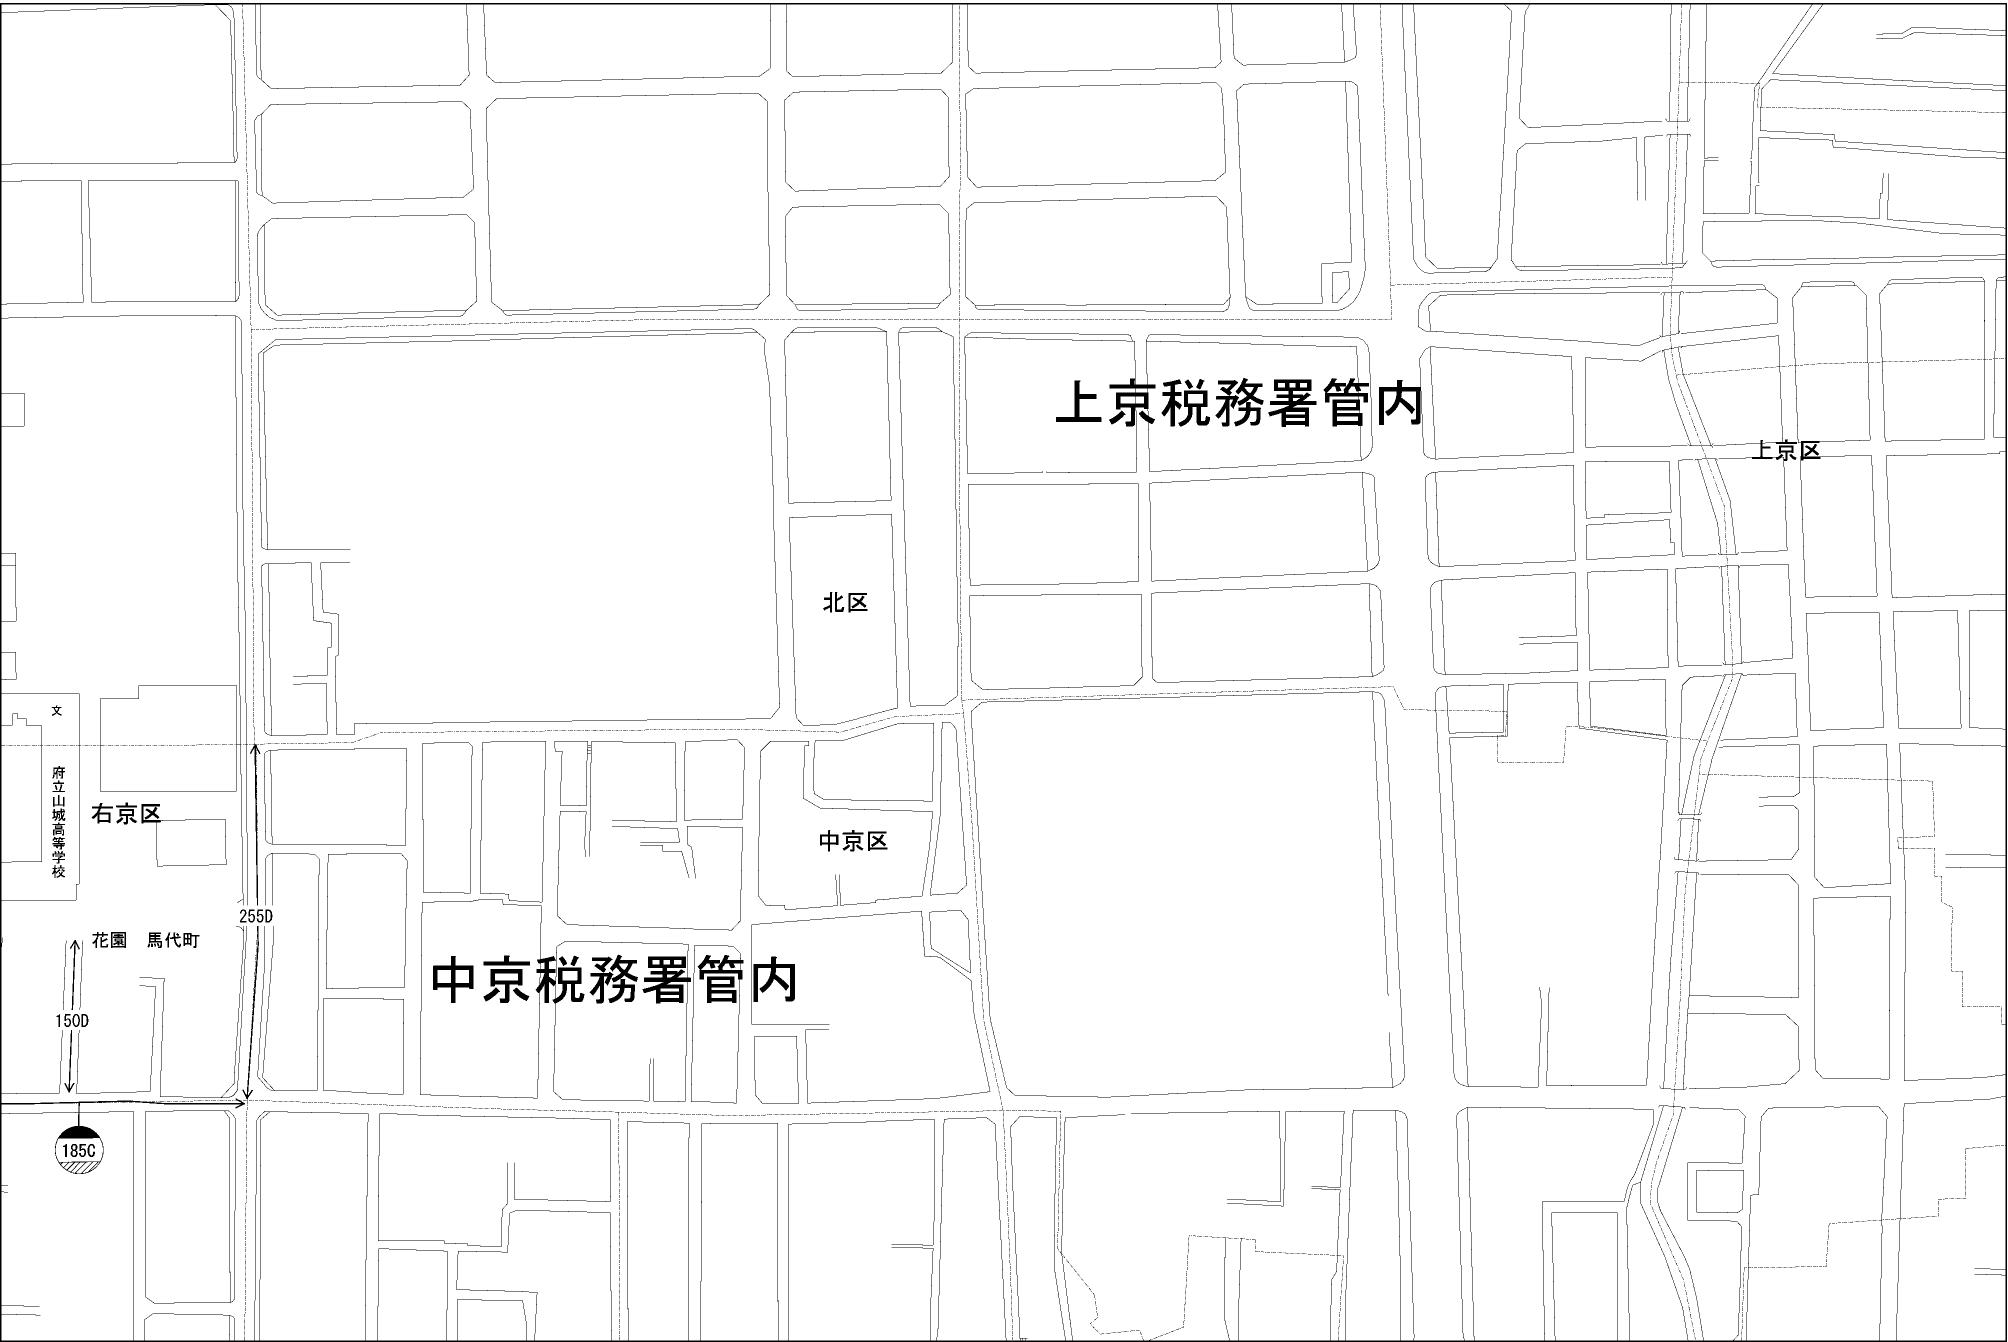 上京税務署管内
上京区
北区
文
府立山城高等学校
右京区
中京区
255D
花園　馬代町
中京税務署管内
150D
185C